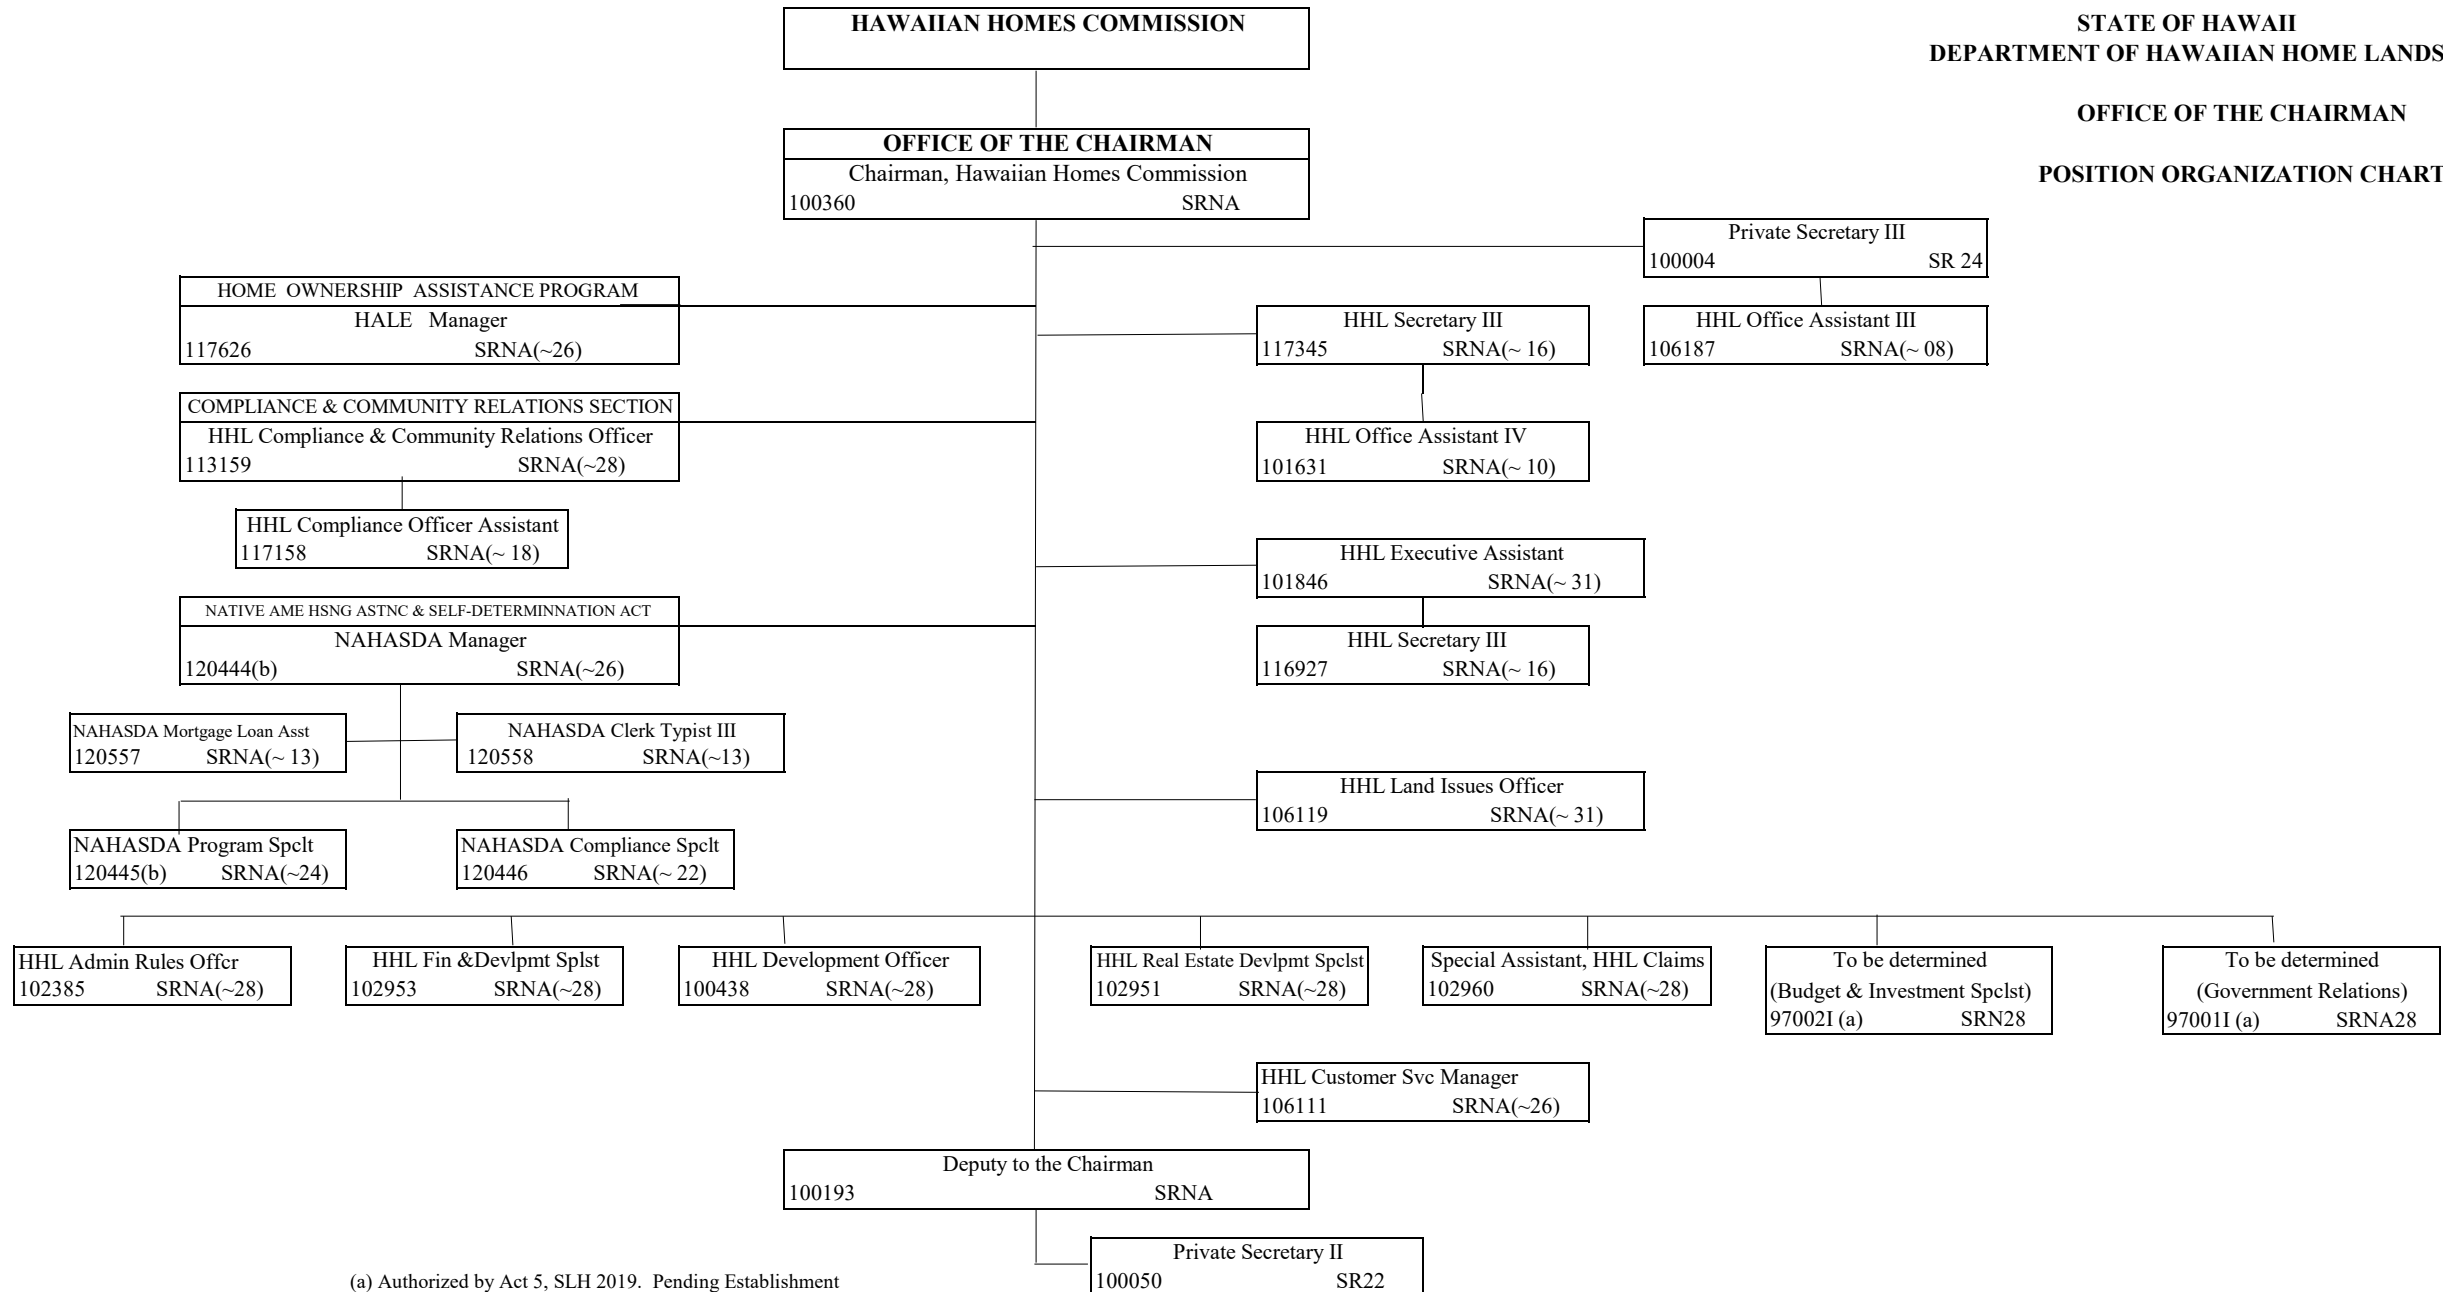 HAWAIIAN HOMES COMMISSION
STATE OF HAWAII
DEPARTMENT OF HAWAIIAN HOME LANDS
OFFICE OF THE CHAIRMAN
POSITION ORGANIZATION CHART
OFFICE OF THE CHAIRMAN
Chairman, Hawaiian Homes Commission
100360 SRNA
Private Secretary III
100004 SR 24
HHL Office Assistant III
106187 SRNA(~ 08)
HOME OWNERSHIP ASSISTANCE PROGRAM
HALE Manager
117626 SRNA(~26)
HHL Secretary III
117345 SRNA(~ 16)
HHL Office Assistant IV
101631 SRNA(~ 10)
COMPLIANCE & COMMUNITY RELATIONS SECTION
HHL Compliance & Community Relations Officer
113159 SRNA(~28)
HHL Compliance Officer Assistant
117158 SRNA(~ 18)
HHL Executive Assistant
101846 SRNA(~ 31)
HHL Secretary III
116927 SRNA(~ 16)
NATIVE AME HSNG ASTNC & SELF-DETERMINNATION ACT
NAHASDA Manager
120444(b) SRNA(~26)
NAHASDA Mortgage Loan Asst
120557 SRNA(~ 13)
NAHASDA Clerk Typist III
120558 SRNA(~13)
HHL Land Issues Officer
106119 SRNA(~ 31)
NAHASDA Program Spclt
120445(b) SRNA(~24)
NAHASDA Compliance Spclt
120446 SRNA(~ 22)
HHL Admin Rules Offcr
102385 SRNA(~28)
HHL Fin &Devlpmt Splst
102953 SRNA(~28)
HHL Development Officer
100438 SRNA(~28)
HHL Real Estate Devlpmt Spclst
102951 SRNA(~28)
Special Assistant, HHL Claims
102960 SRNA(~28)
To be determined
(Budget & Investment Spclst)
97002I (a) SRN28
To be determined
(Government Relations)
97001I (a) SRNA28
HHL Customer Svc Manager
106111 SRNA(~26)
Deputy to the Chairman
100193 SRNA
Private Secretary II
100050 SR22
(a) Authorized by Act 5, SLH 2019. Pending Establishment